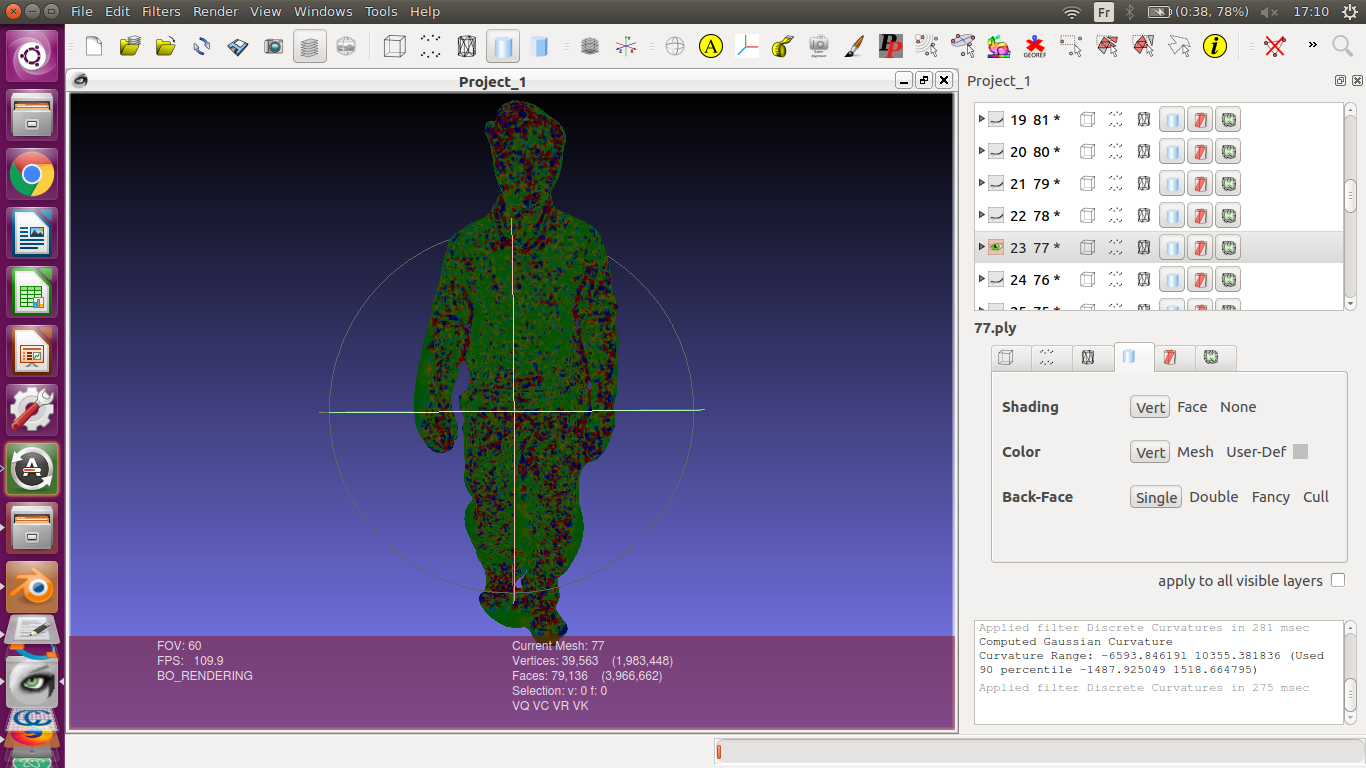 File Edit Filters Render View Windows Tools Help
Fr
(0:38, 78%)
17:10
A
PP
GEOREF
i
»
Project_1
Project_1
19 81 *
20 80 *
21 79 *
22 78 *
23 77 *
24 76 *
77.ply
Shading Vert Face None
Color Vert Mesh User-Def
Back-Face Single Double Fancy Cull
apply to all visible layers
Applied filter Discrete Curvatures in 281 msec
Computed Gaussian Curvature
Curvature Range: -6593.846191 10355.381836 (Used
90 percentile -1487.925049 1518.664795)
Applied filter Discrete Curvatures in 275 msec
FOV: 60
FPS: 109.9
BO_RENDERING
Current Mesh: 77
Vertices: 39,563 (1,983,448)
Faces: 79,136 (3,966,662)
Selection: v: 0 f: 0
VQ VC VR VK